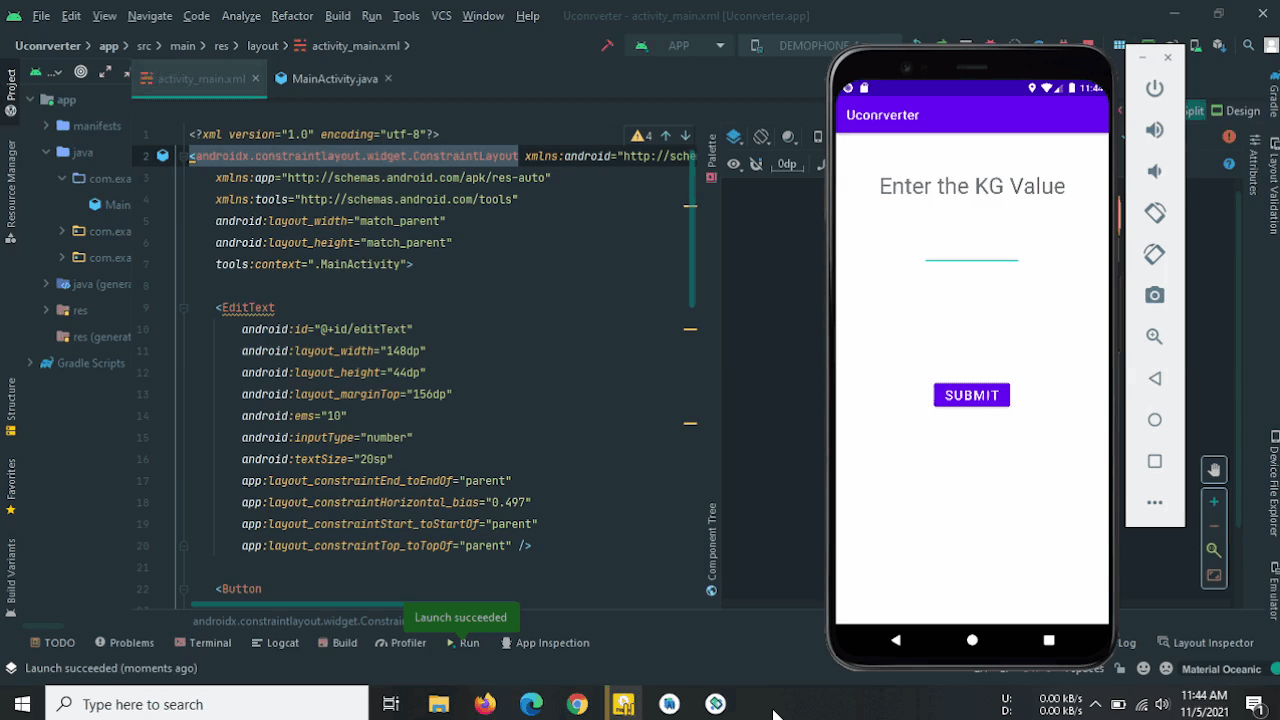 File Edit View Navigate Code Analyze Refactor Build Run Tools VCS Window Help Uconrverter - activity_main.xml [Uconrverter.app]
Uconrverter app src main res layout activity_main.xml APP DEMOPHONE
... activity_main.xml MainActivity.java Split Design
Project
Resource Manager
Structure
Favorites
Build Variants
app
manifests
java
com.exa
Main
com.exa
com.exa
java (genera
res
res (generat
Gradle Scripts
1 <?xml version="1.0" encoding="utf-8"?>
2 <androidx.constraintlayout.widget.ConstraintLayout xmlns:android="http://sche
3 xmlns:app="http://schemas.android.com/apk/res-auto"
4 xmlns:tools="http://schemas.android.com/tools"
5 android:layout_width="match_parent"
6 android:layout_height="match_parent"
7 tools:context=".MainActivity">
8
9 <EditText
10 android:id="@+id/editText"
11 android:layout_width="148dp"
12 android:layout_height="44dp"
13 android:layout_marginTop="156dp"
14 android:ems="10"
15 android:inputType="number"
16 android:textSize="20sp"
17 app:layout_constraintEnd_toEndOf="parent"
18 app:layout_constraintHorizontal_bias="0.497"
19 app:layout_constraintStart_toStartOf="parent"
20 app:layout_constraintTop_toTopOf="parent" />
21
22 <Button
4
androidx.constraintlayout.widget.Constrai
Launch succeeded
Palette
Component Tree
0dp
11:44
Uconrverter
Enter the KG Value
SUBMIT
Gradle
Attributes
Layout Validation
Device File Explorer
Emulator
TODO Problems Terminal Logcat Build Profiler Run App Inspection Log Layout Inspector
Launch succeeded (moments ago) spaces Material Oceanic
Type here to search
U: 0.00 kB/s
D: 0.00 kB/s
11:44 AM
11/5/2021